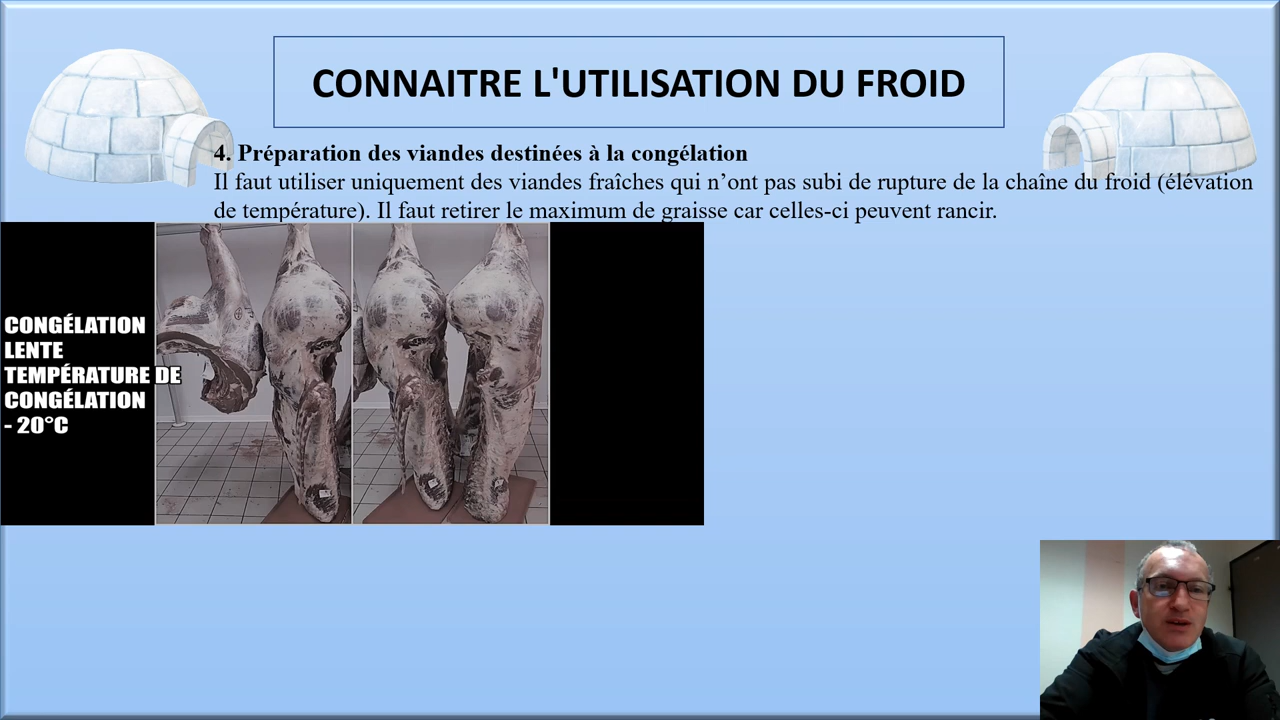 CONNAITRE L'UTILISATION DU FROID
4. Préparation des viandes destinées à la congélation
Il faut utiliser uniquement des viandes fraîches qui n’ont pas subi de rupture de la chaîne du froid (élévation
de température). Il faut retirer le maximum de graisse car celles-ci peuvent rancir.
CONGÉLATION
LENTE
TEMPÉRATURE DE
CONGÉLATION
- 20°C